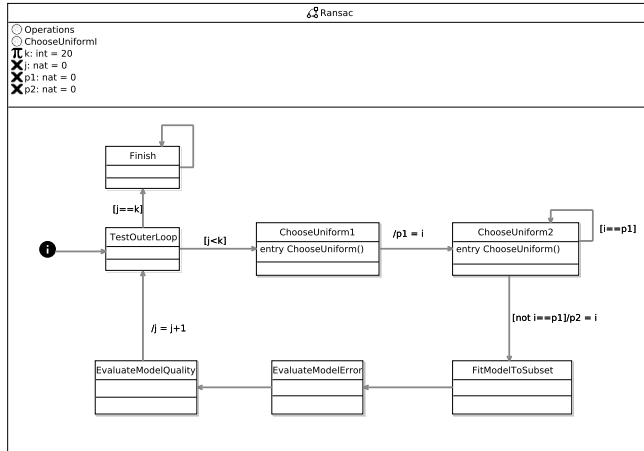 Ransac
Operations
ChooseUniformI
k: int = 20
j: nat = 0
p1: nat = 0
p2: nat = 0
Finish
[j==k]
TestOuterLoop
[j<k]
ChooseUniform1
entry ChooseUniform()
/p1 = i
ChooseUniform2
entry ChooseUniform()
[i==p1]
i
/j = j+1
[not i==p1]/p2 = i
EvaluateModelQuality
EvaluateModelError
FitModelToSubset